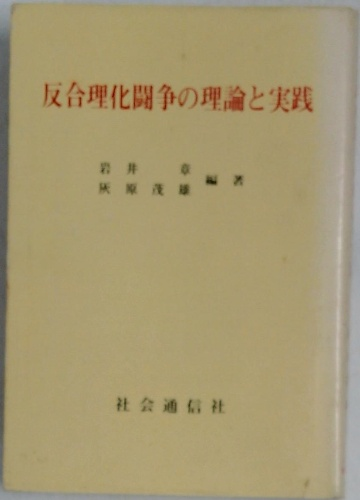 反合理化闘争の理論と実践
岩井 章
灰原茂雄 編著
社会通信社